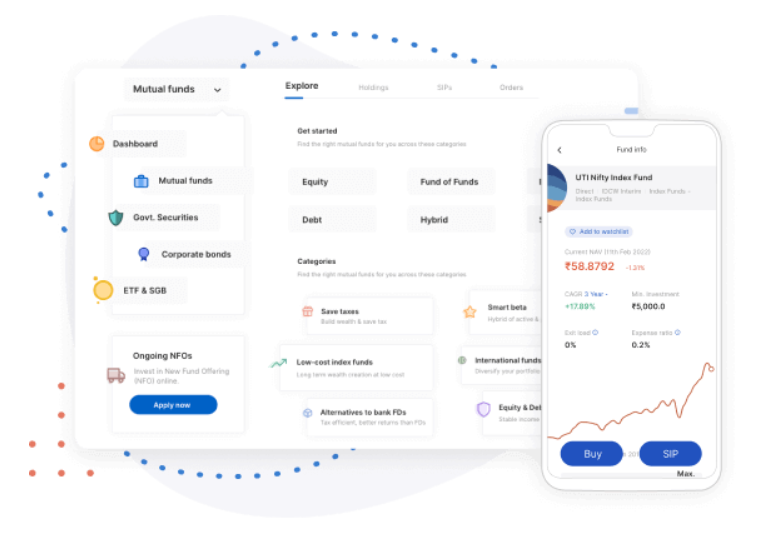 Mutual funds
Explore
Holdings
SIPs
Orders
Dashboard
Mutual funds
Govt. Securities
Corporate bonds
ETF & SGB
Ongoing NFOs
Invest in New Fund Offering
(NFO) online.
Apply now
Get started
Find the right mutual funds for you across these categories
Equity
Fund of Funds
Debt
Hybrid
Categories
Find the right mutual funds for you across these categories
Save taxes
Build wealth & save tax
Smart beta
Hybrid of active &
Low-cost index funds
Long term wealth creation at low cost
International funds
Diversify your portfolio
Alternatives to bank FDs
Tax-efficient, better returns than FDs
Equity & De
Stable income
Fund info
UTI Nifty Index Fund
Direct · IDCW Interim · Index Funds -
Index Funds
Add to watchlist
Current NAV (11th Feb 2022)
₹58.8792 -1.31%
CAGR 3 Year -
+17.89%
Min. Investment
₹5,000.0
Exit load
0%
Expense ratio
0.2%
Buy
SIP
Max.